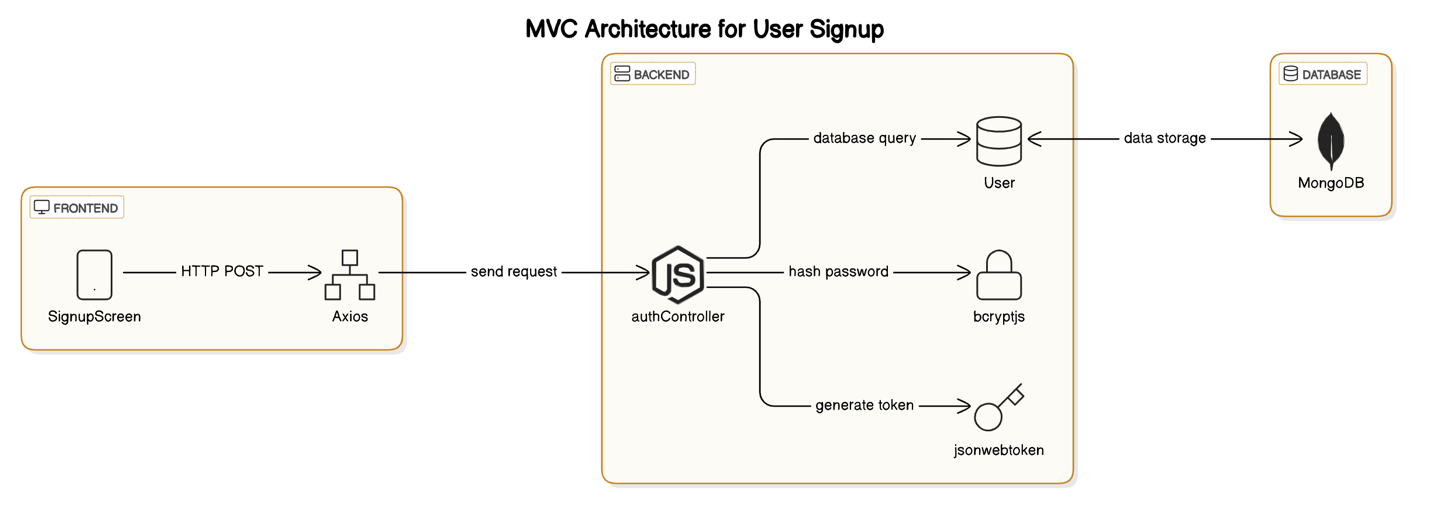 MVC Architecture for User Signup
BACKEND
DATABASE
database query
data storage
User
MongoDB
FRONTEND
HTTP POST
send request
JS
hash password
SignupScreen
Axios
authController
bcryptjs
generate token
jsonwebtoken